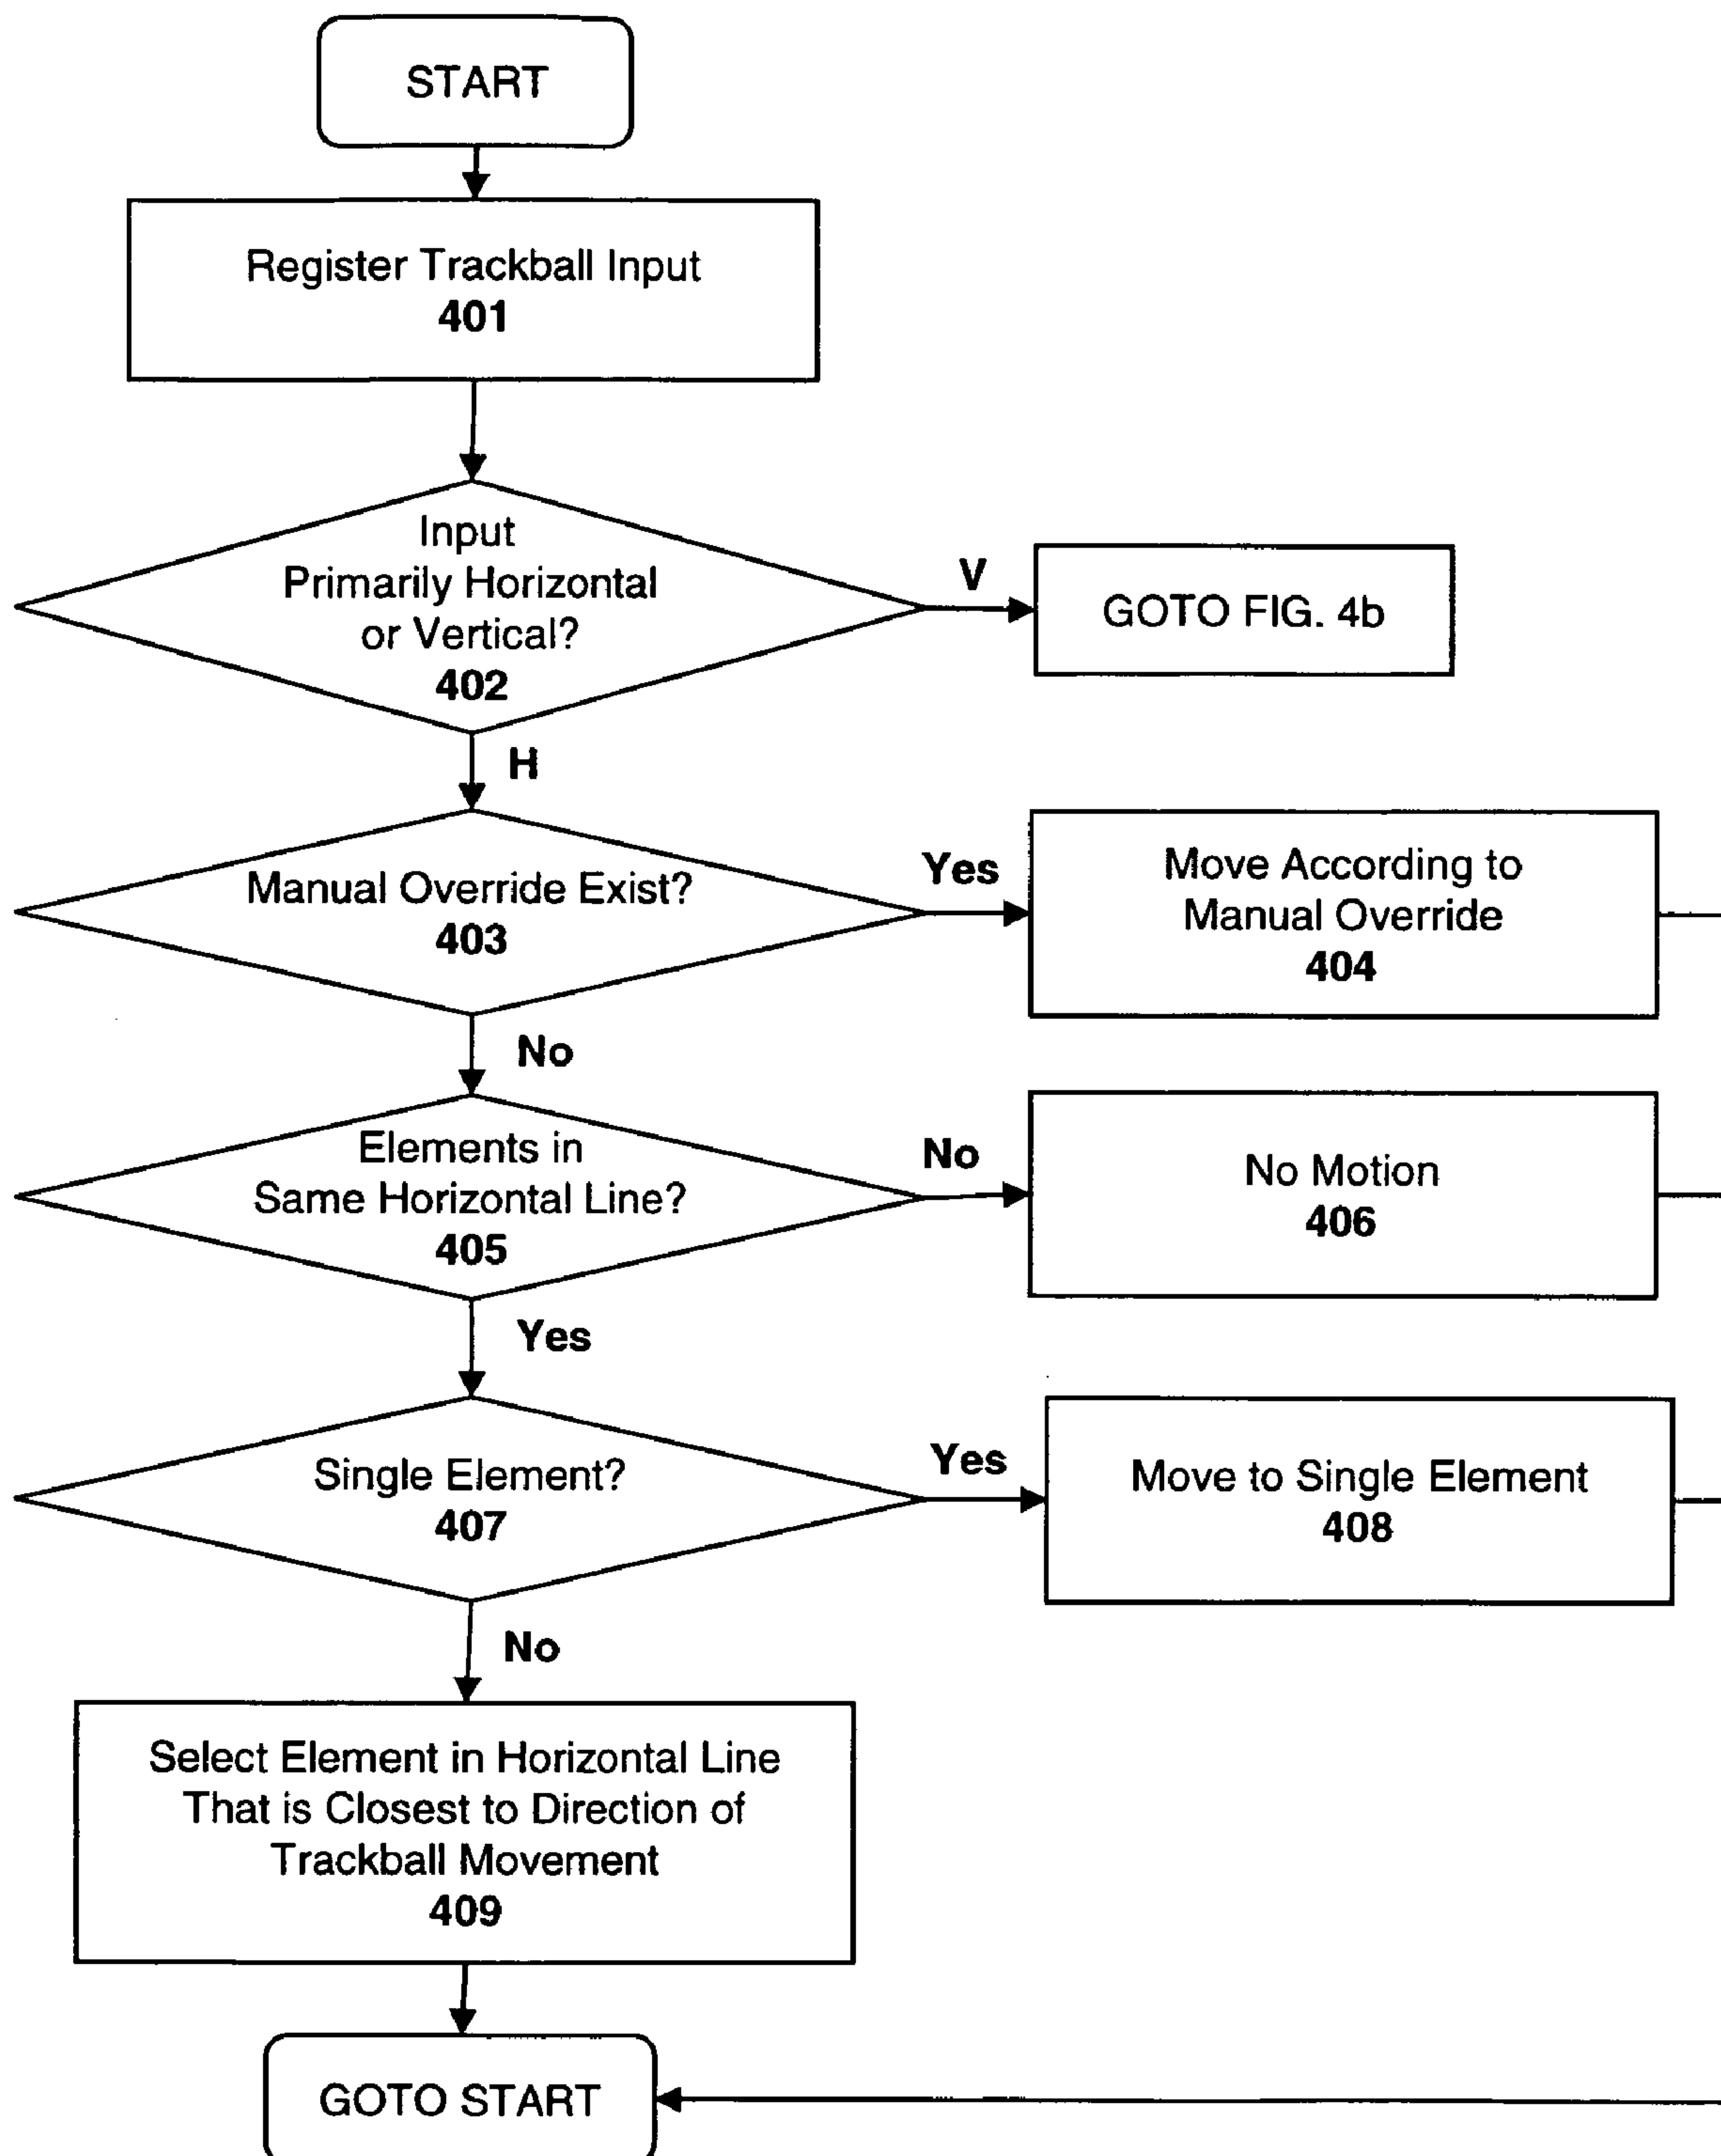 START
Register Trackball Input
401
Input
Primarily Horizontal
or Vertical?
402
V
GOTO FIG. 4b
H
Manual Override Exist?
403
Yes
Move According to
Manual Override
404
No
Elements in
Same Horizontal Line?
405
No
No Motion
406
Yes
Single Element?
407
Yes
Move to Single Element
408
No
Select Element in Horizontal Line
That is Closest to Direction of
Trackball Movement
409
GOTO START